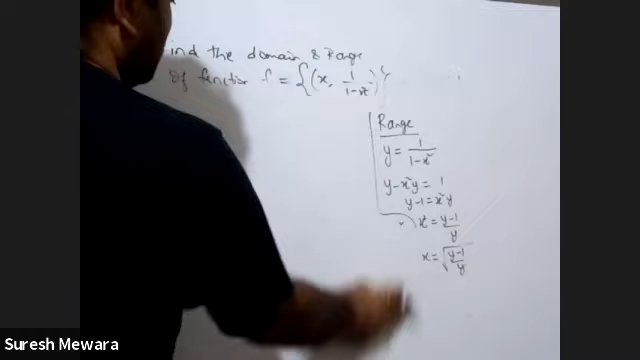 ind the domain & Range
Of function f = {(x, 1/(1-x²))}
Range
y = 1/(1-x²)
y-x²y = 1
y-1 = x²y
x² = (y-1)/y
x = √((y-1)/y)
Suresh Mewara